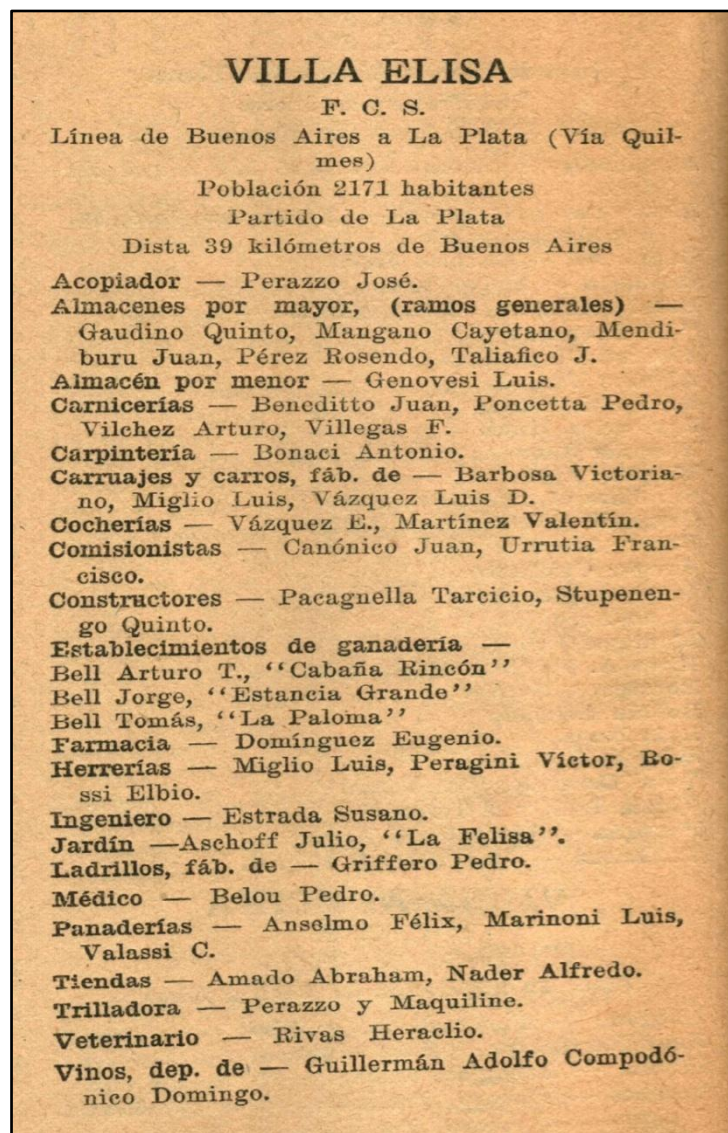 VILLA ELISA
F. C. S.
Línea de Buenos Aires a La Plata (Vía Quil-
mes)
Población 2171 habitantes
Partido de La Plata
Dista 39 kilómetros de Buenos Aires
Acopiador — Perazzo José.
Almacenes por mayor, (ramos generales) —
Gaudino Quinto, Mangano Cayetano, Mendi-
buru Juan, Pérez Rosendo, Taliafico J.
Almacén por menor — Genovesi Luis.
Carnicerías — Beneditto Juan, Poncetta Pedro,
Vilchez Arturo, Villegas F.
Carpintería — Bonaci Antonio.
Carruajes y carros, fáb. de — Barbosa Victoria-
no, Miglio Luis, Vázquez Luis D.
Cocherías — Vázquez E., Martínez Valentín.
Comisionistas — Canónico Juan, Urrutia Fran-
cisco.
Constructores — Pacagnella Tarcicio, Stupenen-
go Quinto.
Establecimientos de ganadería —
Bell Arturo T., ''Cabaña Rincón''
Bell Jorge, ''Estancia Grande''
Bell Tomás, ''La Paloma''
Farmacia — Domínguez Eugenio.
Herrerías — Miglio Luis, Peragini Víctor, Ro-
ssi Elbio.
Ingeniero — Estrada Susano.
Jardín —Aschoff Julio, ''La Felisa''.
Ladrillos, fáb. de — Griffero Pedro.
Médico — Belou Pedro.
Panaderías — Anselmo Félix, Marinoni Luis,
Valassi C.
Tiendas — Amado Abraham, Nader Alfredo.
Trilladora — Perazzo y Maquiline.
Veterinario — Rivas Heraclio.
Vinos, dep. de — Guillermán Adolfo Compodó-
nico Domingo.